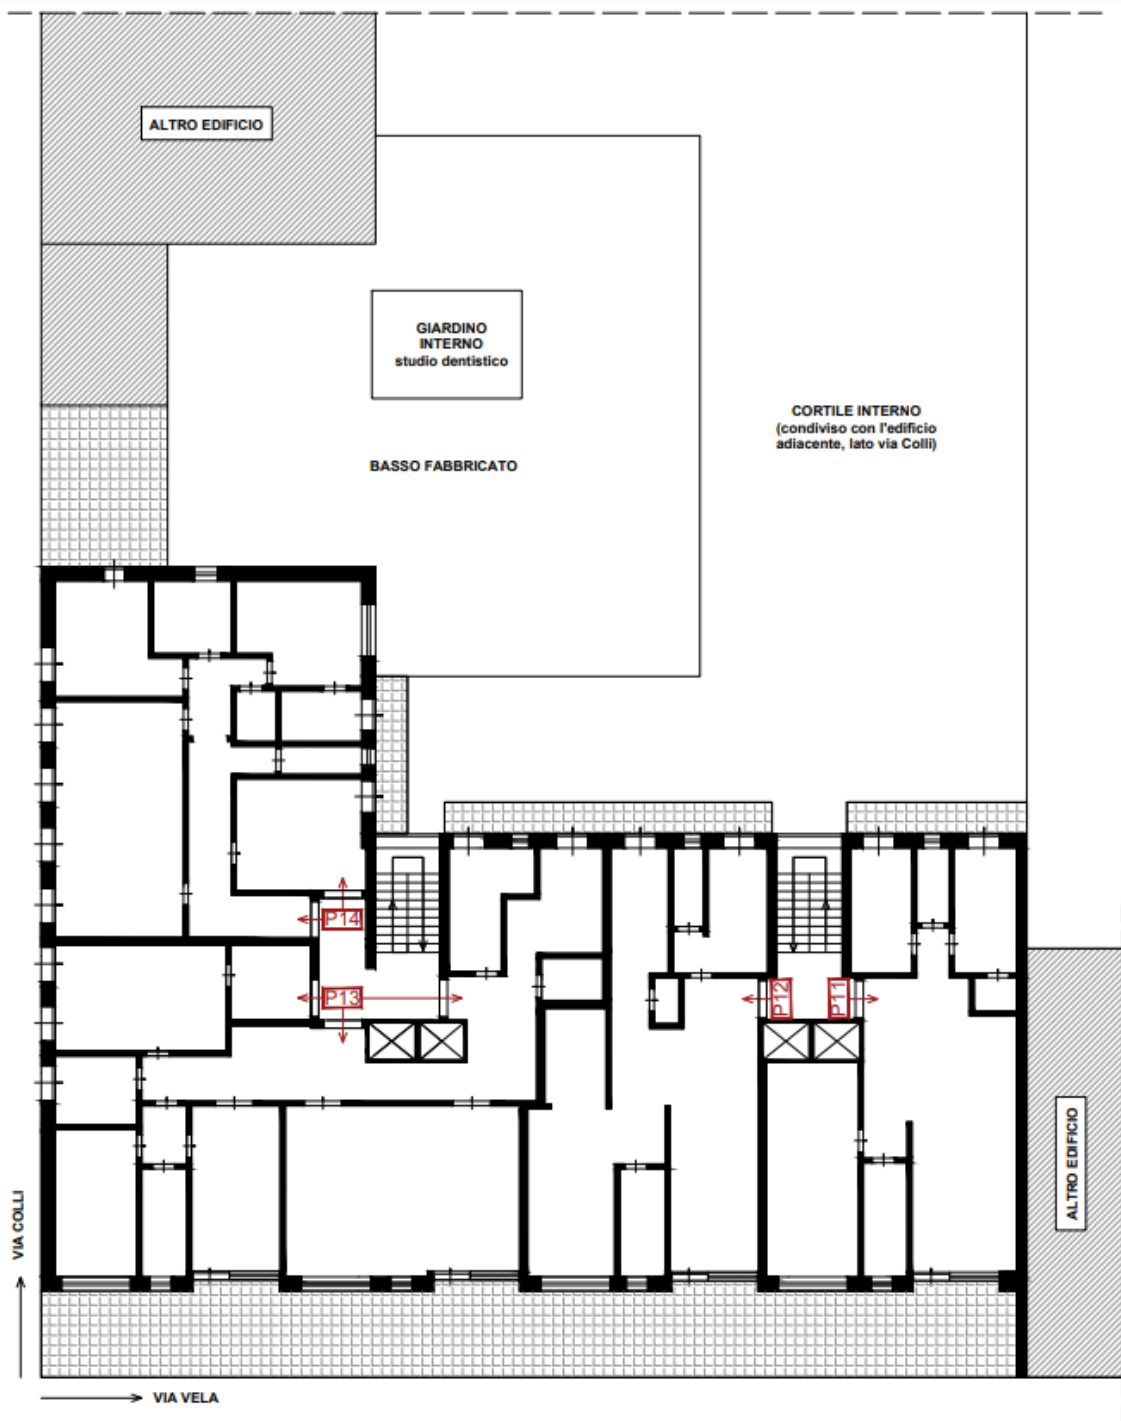 ALTRO EDIFICIO
GIARDINO
INTERNO
studio dentistico
CORTILE INTERNO
(condiviso con l'edificio
adiacente, lato via Colli)
BASSO FABBRICATO
P14
P13
P12
P11
ALTRO EDIFICIO
VIA COLLI
VIA VELA